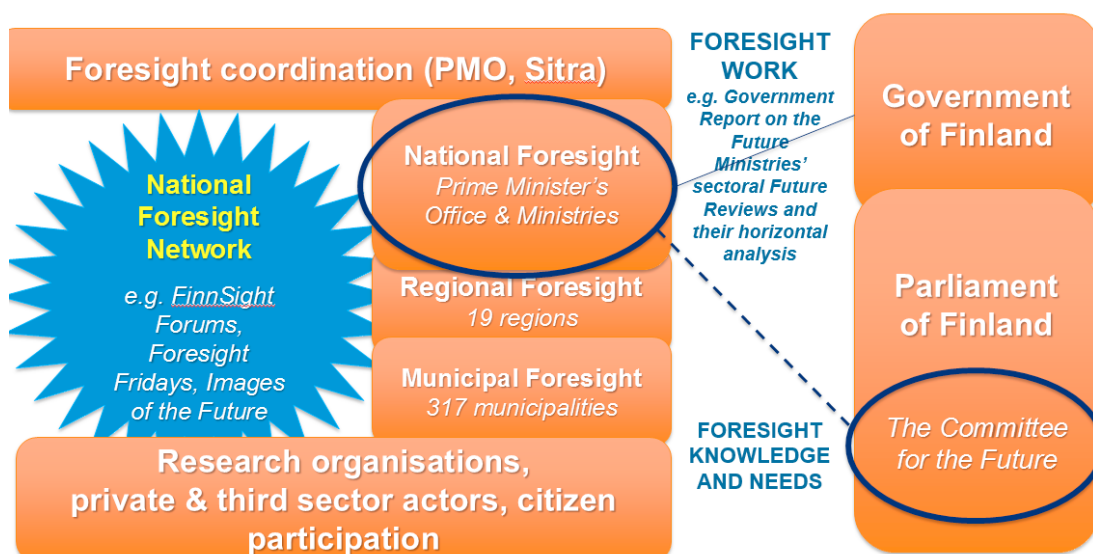 Foresight coordination (PMO, Sitra)
National
Foresight
Network
e.g. FinnSight
Forums,
Foresight
Fridays, Images
of the Future
National Foresight
Prime Minister's
Office & Ministries
Regional Foresight
19 regions
Municipal Foresight
317 municipalities
Research organisations,
private & third sector actors, citizen
participation
FORESIGHT
WORK
e.g. Government
Report on the
Future
Ministries'
sectoral Future
Reviews and
their horizontal
analysis
FORESIGHT
KNOWLEDGE
AND NEEDS
Government
of Finland
Parliament
of Finland
The Committee
for the Future